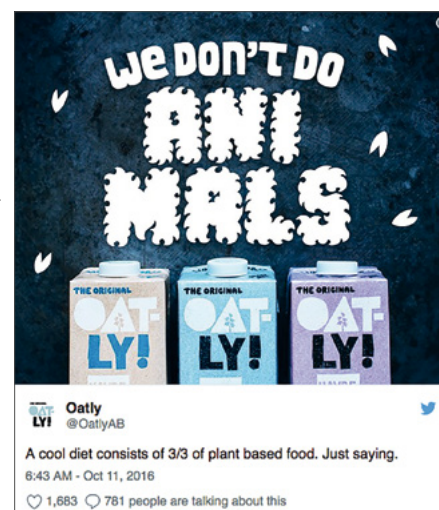 We DON'T DO
ANI
MALS
THE ORIGINAL
OAT-
LY!
THE ORIGINAL
OAT-
LY!
THE ORIGINAL
OAT-
LY!
OAT-
LY!
Oatly
@OatlyAB
A cool diet consists of 3/3 of plant based food. Just saying.
6:43 AM - Oct 11, 2016
1,683 781 people are talking about this